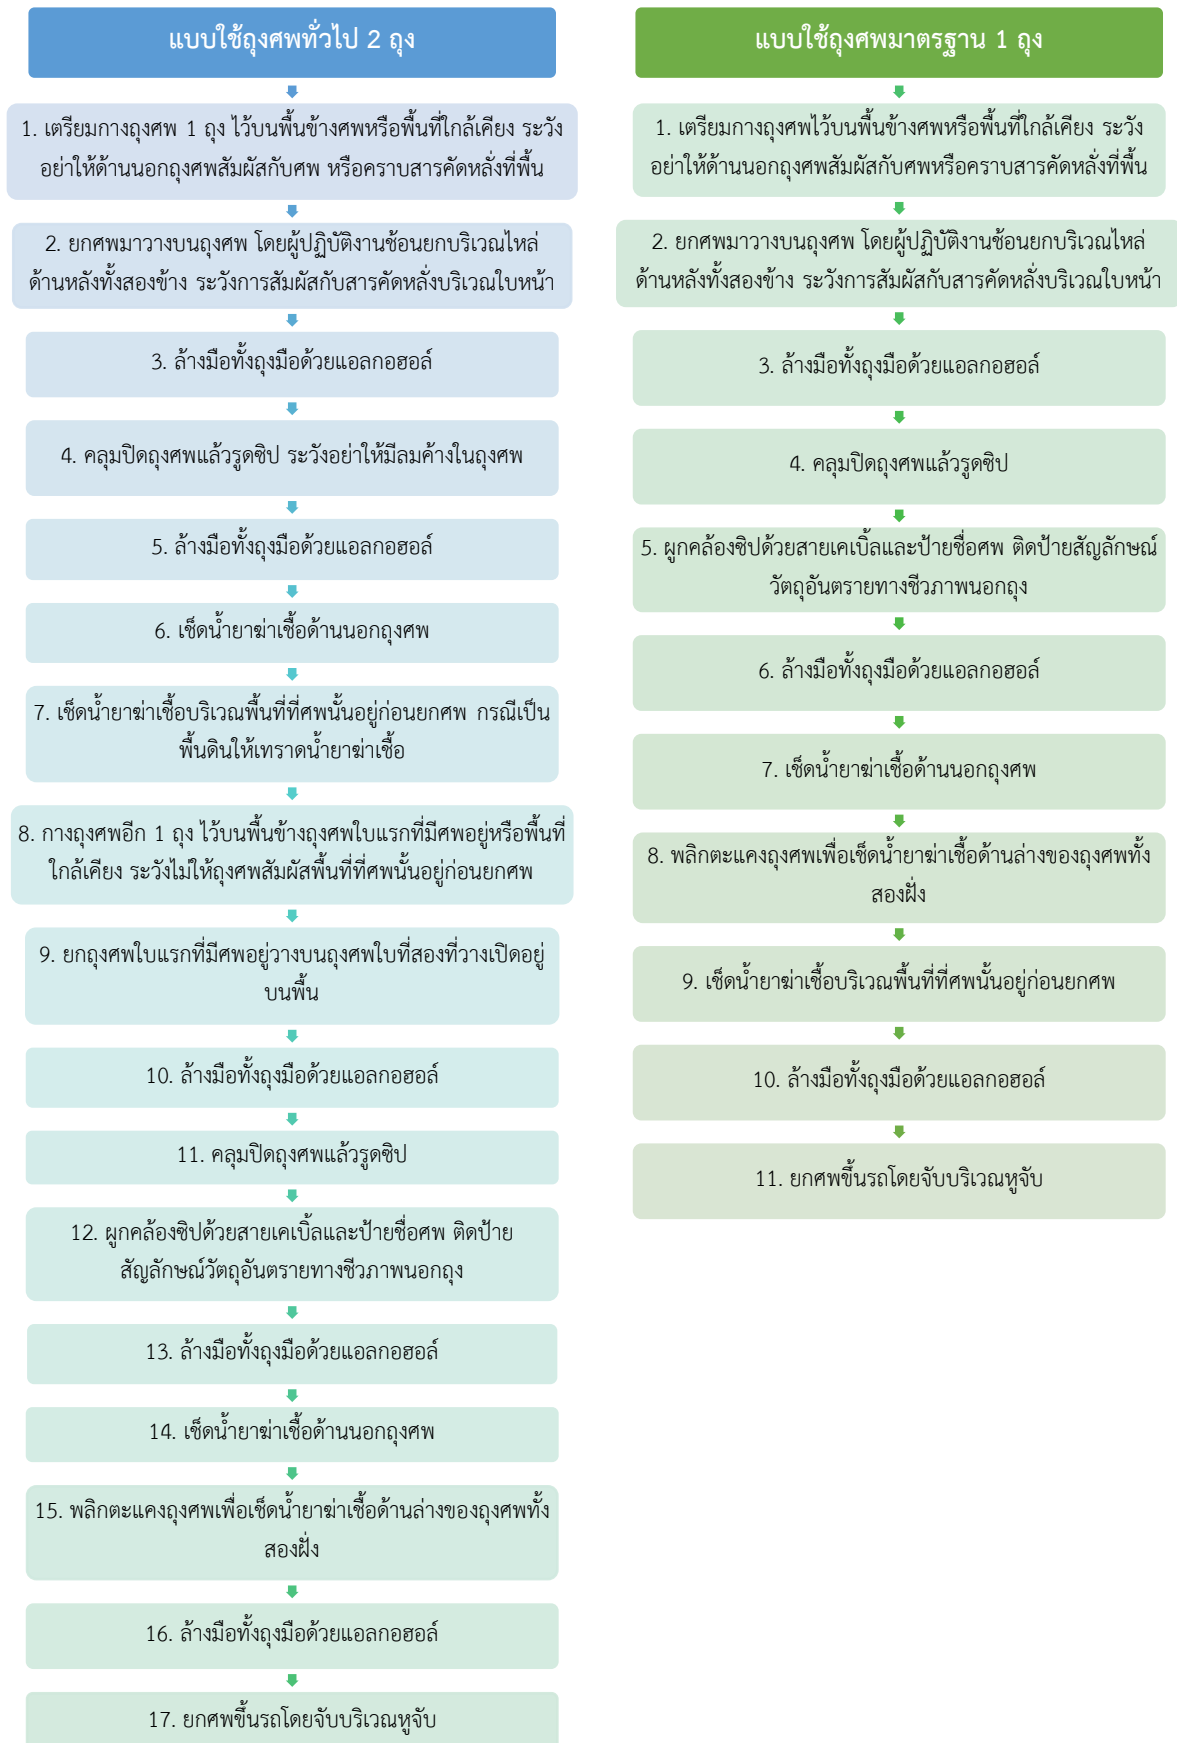 แบบใช้ถุงศพทั่วไป 2 ถุง
1. เตรียมกางถุงศพ 1 ถุง ไว้บนพื้นข้างศพหรือพื้นที่ใกล้เคียง ระวัง
อย่าให้ด้านนอกถุงศพสัมผัสกับศพ หรือคราบสารคัดหลั่งที่พื้น
2. ยกศพมาวางบนถุงศพ โดยผู้ปฏิบัติงานช้อนยกบริเวณไหล่
ด้านหลังทั้งสองข้าง ระวังการสัมผัสกับสารคัดหลั่งบริเวณใบหน้า
3. ล้างมือทั้งถุงมือด้วยแอลกอฮอล์
4. คลุมปิดถุงศพแล้วรูดซิป ระวังอย่าให้มีลมค้างในถุงศพ
5. ล้างมือทั้งถุงมือด้วยแอลกอฮอล์
6. เช็ดน้ำยาฆ่าเชื้อด้านนอกถุงศพ
7. เช็ดน้ำยาฆ่าเชื้อบริเวณพื้นที่ที่ศพนั้นอยู่ก่อนยกศพ กรณีเป็น
พื้นดินให้เทราดน้ำยาฆ่าเชื้อ
8. กางถุงศพอีก 1 ถุง ไว้บนพื้นข้างถุงศพใบแรกที่มีศพอยู่หรือพื้นที่
ใกล้เคียง ระวังไม่ให้ถุงศพสัมผัสพื้นที่ที่ศพนั้นอยู่ก่อนยกศพ
9. ยกถุงศพใบแรกที่มีศพอยู่วางบนถุงศพใบที่สองที่วางเปิดอยู่
บนพื้น
10. ล้างมือทั้งถุงมือด้วยแอลกอฮอล์
11. คลุมปิดถุงศพแล้วรูดซิป
12. ผูกคล้องซิปด้วยสายเคเบิ้ลและป้ายชื่อศพ ติดป้าย
สัญลักษณ์วัตถุอันตรายทางชีวภาพนอกถุง
13. ล้างมือทั้งถุงมือด้วยแอลกอฮอล์
14. เช็ดน้ำยาฆ่าเชื้อด้านนอกถุงศพ
15. พลิกตะแคงถุงศพเพื่อเช็ดน้ำยาฆ่าเชื้อด้านล่างของถุงศพทั้ง
สองฝั่ง
16. ล้างมือทั้งถุงมือด้วยแอลกอฮอล์
17. ยกศพขึ้นรถโดยจับบริเวณหูจับ
แบบใช้ถุงศพมาตรฐาน 1 ถุง
1. เตรียมกางถุงศพไว้บนพื้นข้างศพหรือพื้นที่ใกล้เคียง ระวัง
อย่าให้ด้านนอกถุงศพสัมผัสกับศพหรือคราบสารคัดหลั่งที่พื้น
2. ยกศพมาวางบนถุงศพ โดยผู้ปฏิบัติงานช้อนยกบริเวณไหล่
ด้านหลังทั้งสองข้าง ระวังการสัมผัสกับสารคัดหลั่งบริเวณใบหน้า
3. ล้างมือทั้งถุงมือด้วยแอลกอฮอล์
4. คลุมปิดถุงศพแล้วรูดซิป
5. ผูกคล้องซิปด้วยสายเคเบิ้ลและป้ายชื่อศพ ติดป้ายสัญลักษณ์
วัตถุอันตรายทางชีวภาพนอกถุง
6. ล้างมือทั้งถุงมือด้วยแอลกอฮอล์
7. เช็ดน้ำยาฆ่าเชื้อด้านนอกถุงศพ
8. พลิกตะแคงถุงศพเพื่อเช็ดน้ำยาฆ่าเชื้อด้านล่างของถุงศพทั้ง
สองฝั่ง
9. เช็ดน้ำยาฆ่าเชื้อบริเวณพื้นที่ที่ศพนั้นอยู่ก่อนยกศพ
10. ล้างมือทั้งถุงมือด้วยแอลกอฮอล์
11. ยกศพขึ้นรถโดยจับบริเวณหูจับ